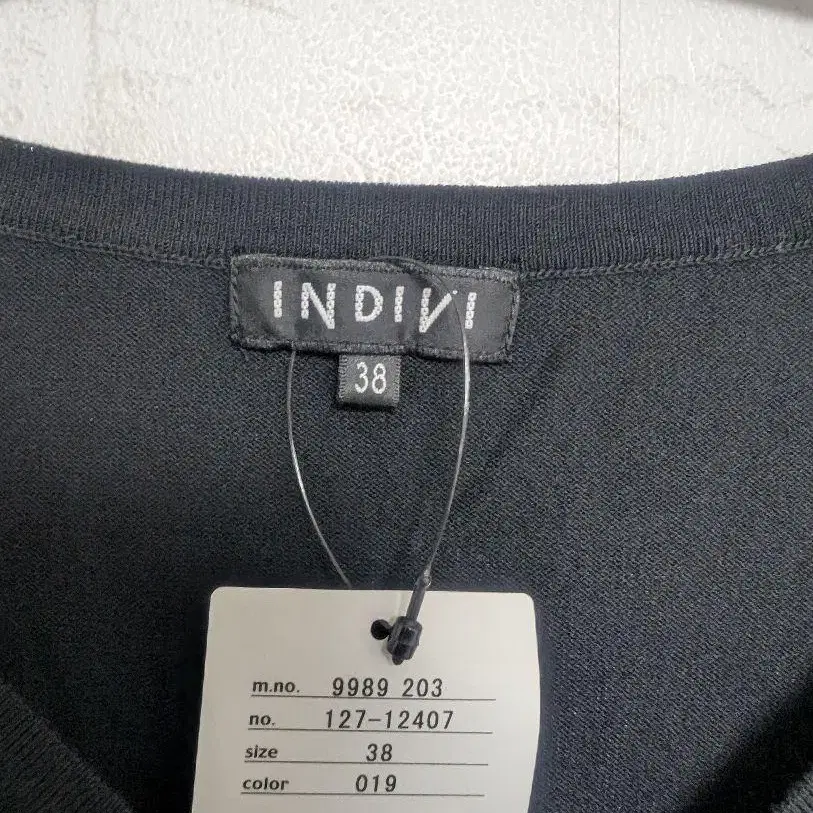 INDIVI
38
m.no. 9989 203
no. 127-12407
size 38
color 019